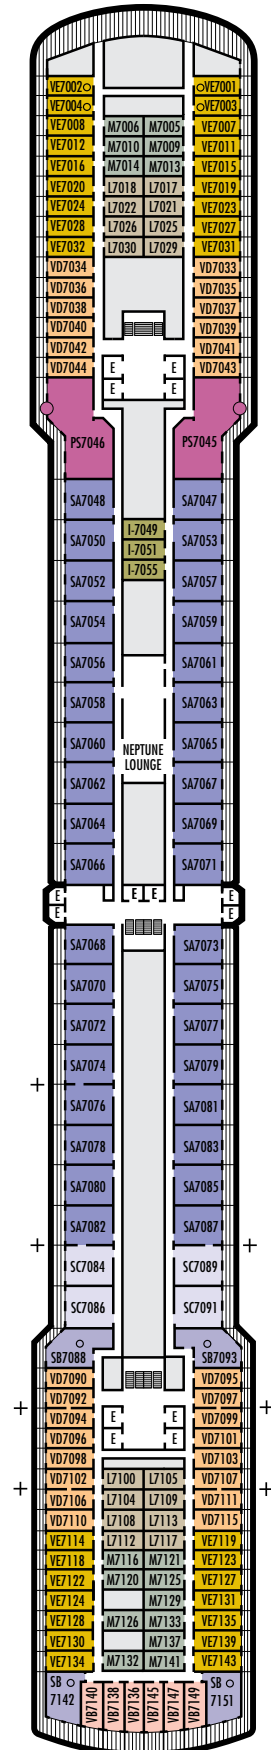 VE7002 VE7001
VE7004 VE7003
VE7008 M7006 M7005 VE7007
VE7012 M7010 M7009 VE7011
VE7016 M7014 M7013 VE7015
VE7020 L7018 L7017 VE7019
VE7024 L7022 L7021 VE7023
VE7028 L7026 L7025 VE7027
VE7032 L7030 L7029 VE7031
VD7034 VD7033
VD7036 VD7035
VD7038 VD7037
VD7040 VD7039
VD7042 VD7041
VD7044 E E VD7043
E E
PS7046 PS7045
SA7048 SA7047
I-7049
SA7050 I-7051 SA7053
SA7052 I-7055 SA7057
SA7054 SA7059
SA7056 SA7061
SA7058 SA7063
SA7060 NEPTUNE SA7065
LOUNGE
SA7062 SA7067
SA7064 SA7069
SA7066 SA7071
E E E E
E E
SA7068 SA7073
SA7070 SA7075
SA7072 SA7077
SA7074 SA7079
SA7076 SA7081
SA7078 SA7083
SA7080 SA7085
SA7082 SA7087
SC7084 SC7089
SC7086 SC7091
SB7088 SB7093
VD7090 VD7095
VD7092 VD7097
VD7094 E E VD7099
VD7096 E E VD7101
VD7098 VD7103
VD7102 L7100 L7105 VD7107
VD7106 L7104 L7109 VD7111
VD7110 L7108 L7113 VD7115
VE7114 L7112 L7117 VE7119
VE7118 M7116 M7121 VE7123
VE7122 M7120 M7125 VE7127
VE7124 M7129 VE7131
VE7128 M7126 M7133 VE7135
VE7130 M7137 VE7139
VE7134 M7132 M7141 VE7143
SB
7142 VB7140 VB7138 VB7136 VB7145 VB7147 VB7149 SB
7151